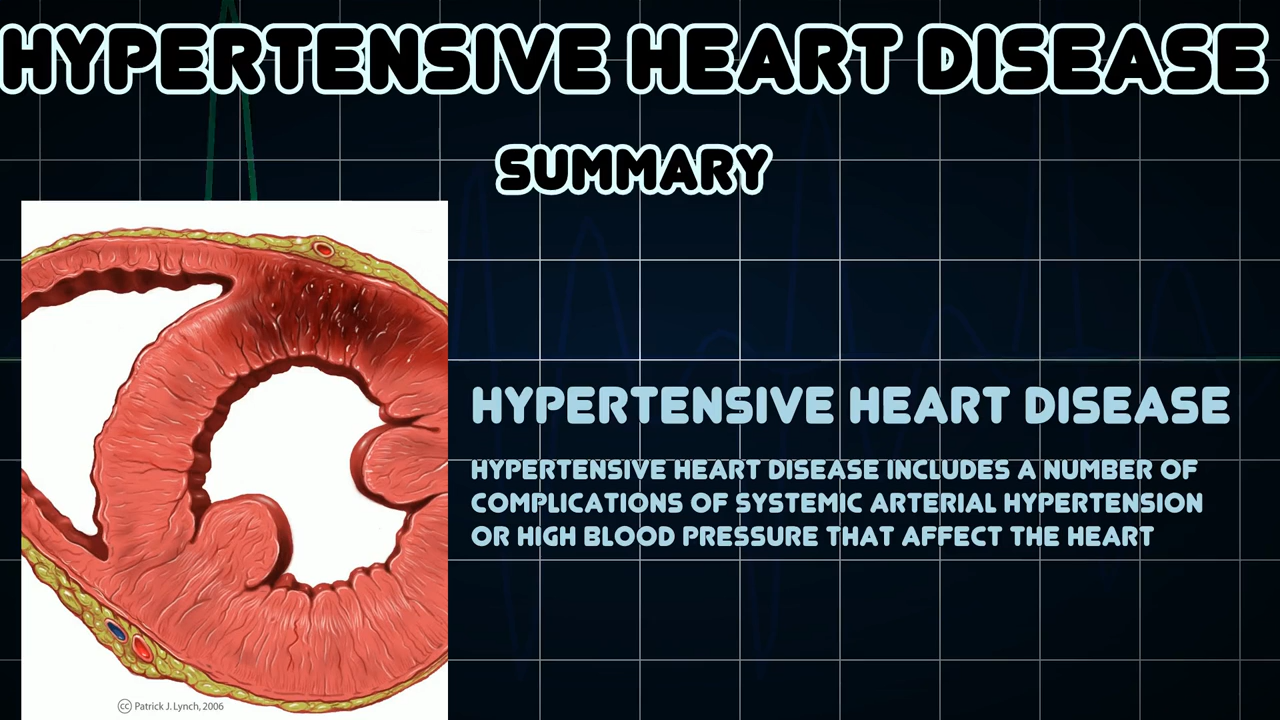 HYPERTENSIVE HEART DISEASE
SUMMARY
HYPERTENSIVE HEART DISEASE
HYPERTENSIVE HEART DISEASE INCLUDES A NUMBER OF
COMPLICATIONS OF SYSTEMIC ARTERIAL HYPERTENSION
OR HIGH BLOOD PRESSURE THAT AFFECT THE HEART
cc Patrick J. Lynch, 2006